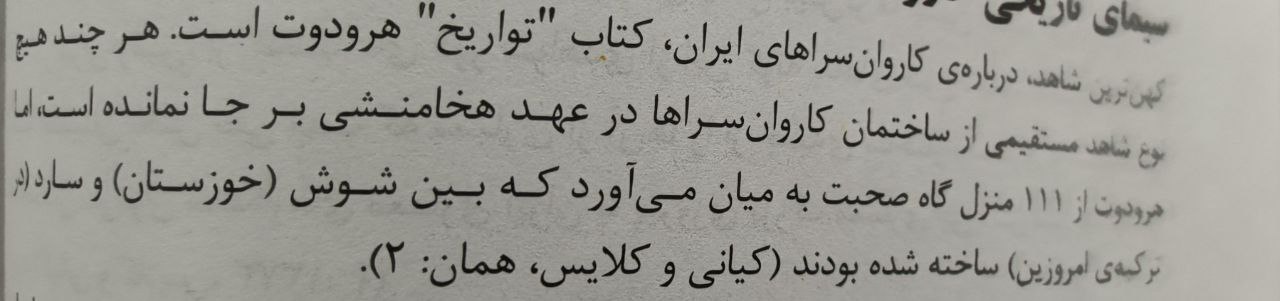 سیمای تاریخی
کهن‌ترین شاهد، درباره‌ی کاروان‌سراهای ایران، کتاب "تواریخ" هرودوت است. هر چند هیچ
نوع شاهد مستقیمی از ساختمان کاروان‌سراها در عهد هخامنشی بر جا نمانده است، اما
هرودوت از ۱۱۱ منزل گاه صحبت به میان می‌آورد که بین شوش (خوزستان) و سارد (در
ترکیه‌ی امروزین) ساخته شده بودند (کیانی و کلایس، همان: ۲).